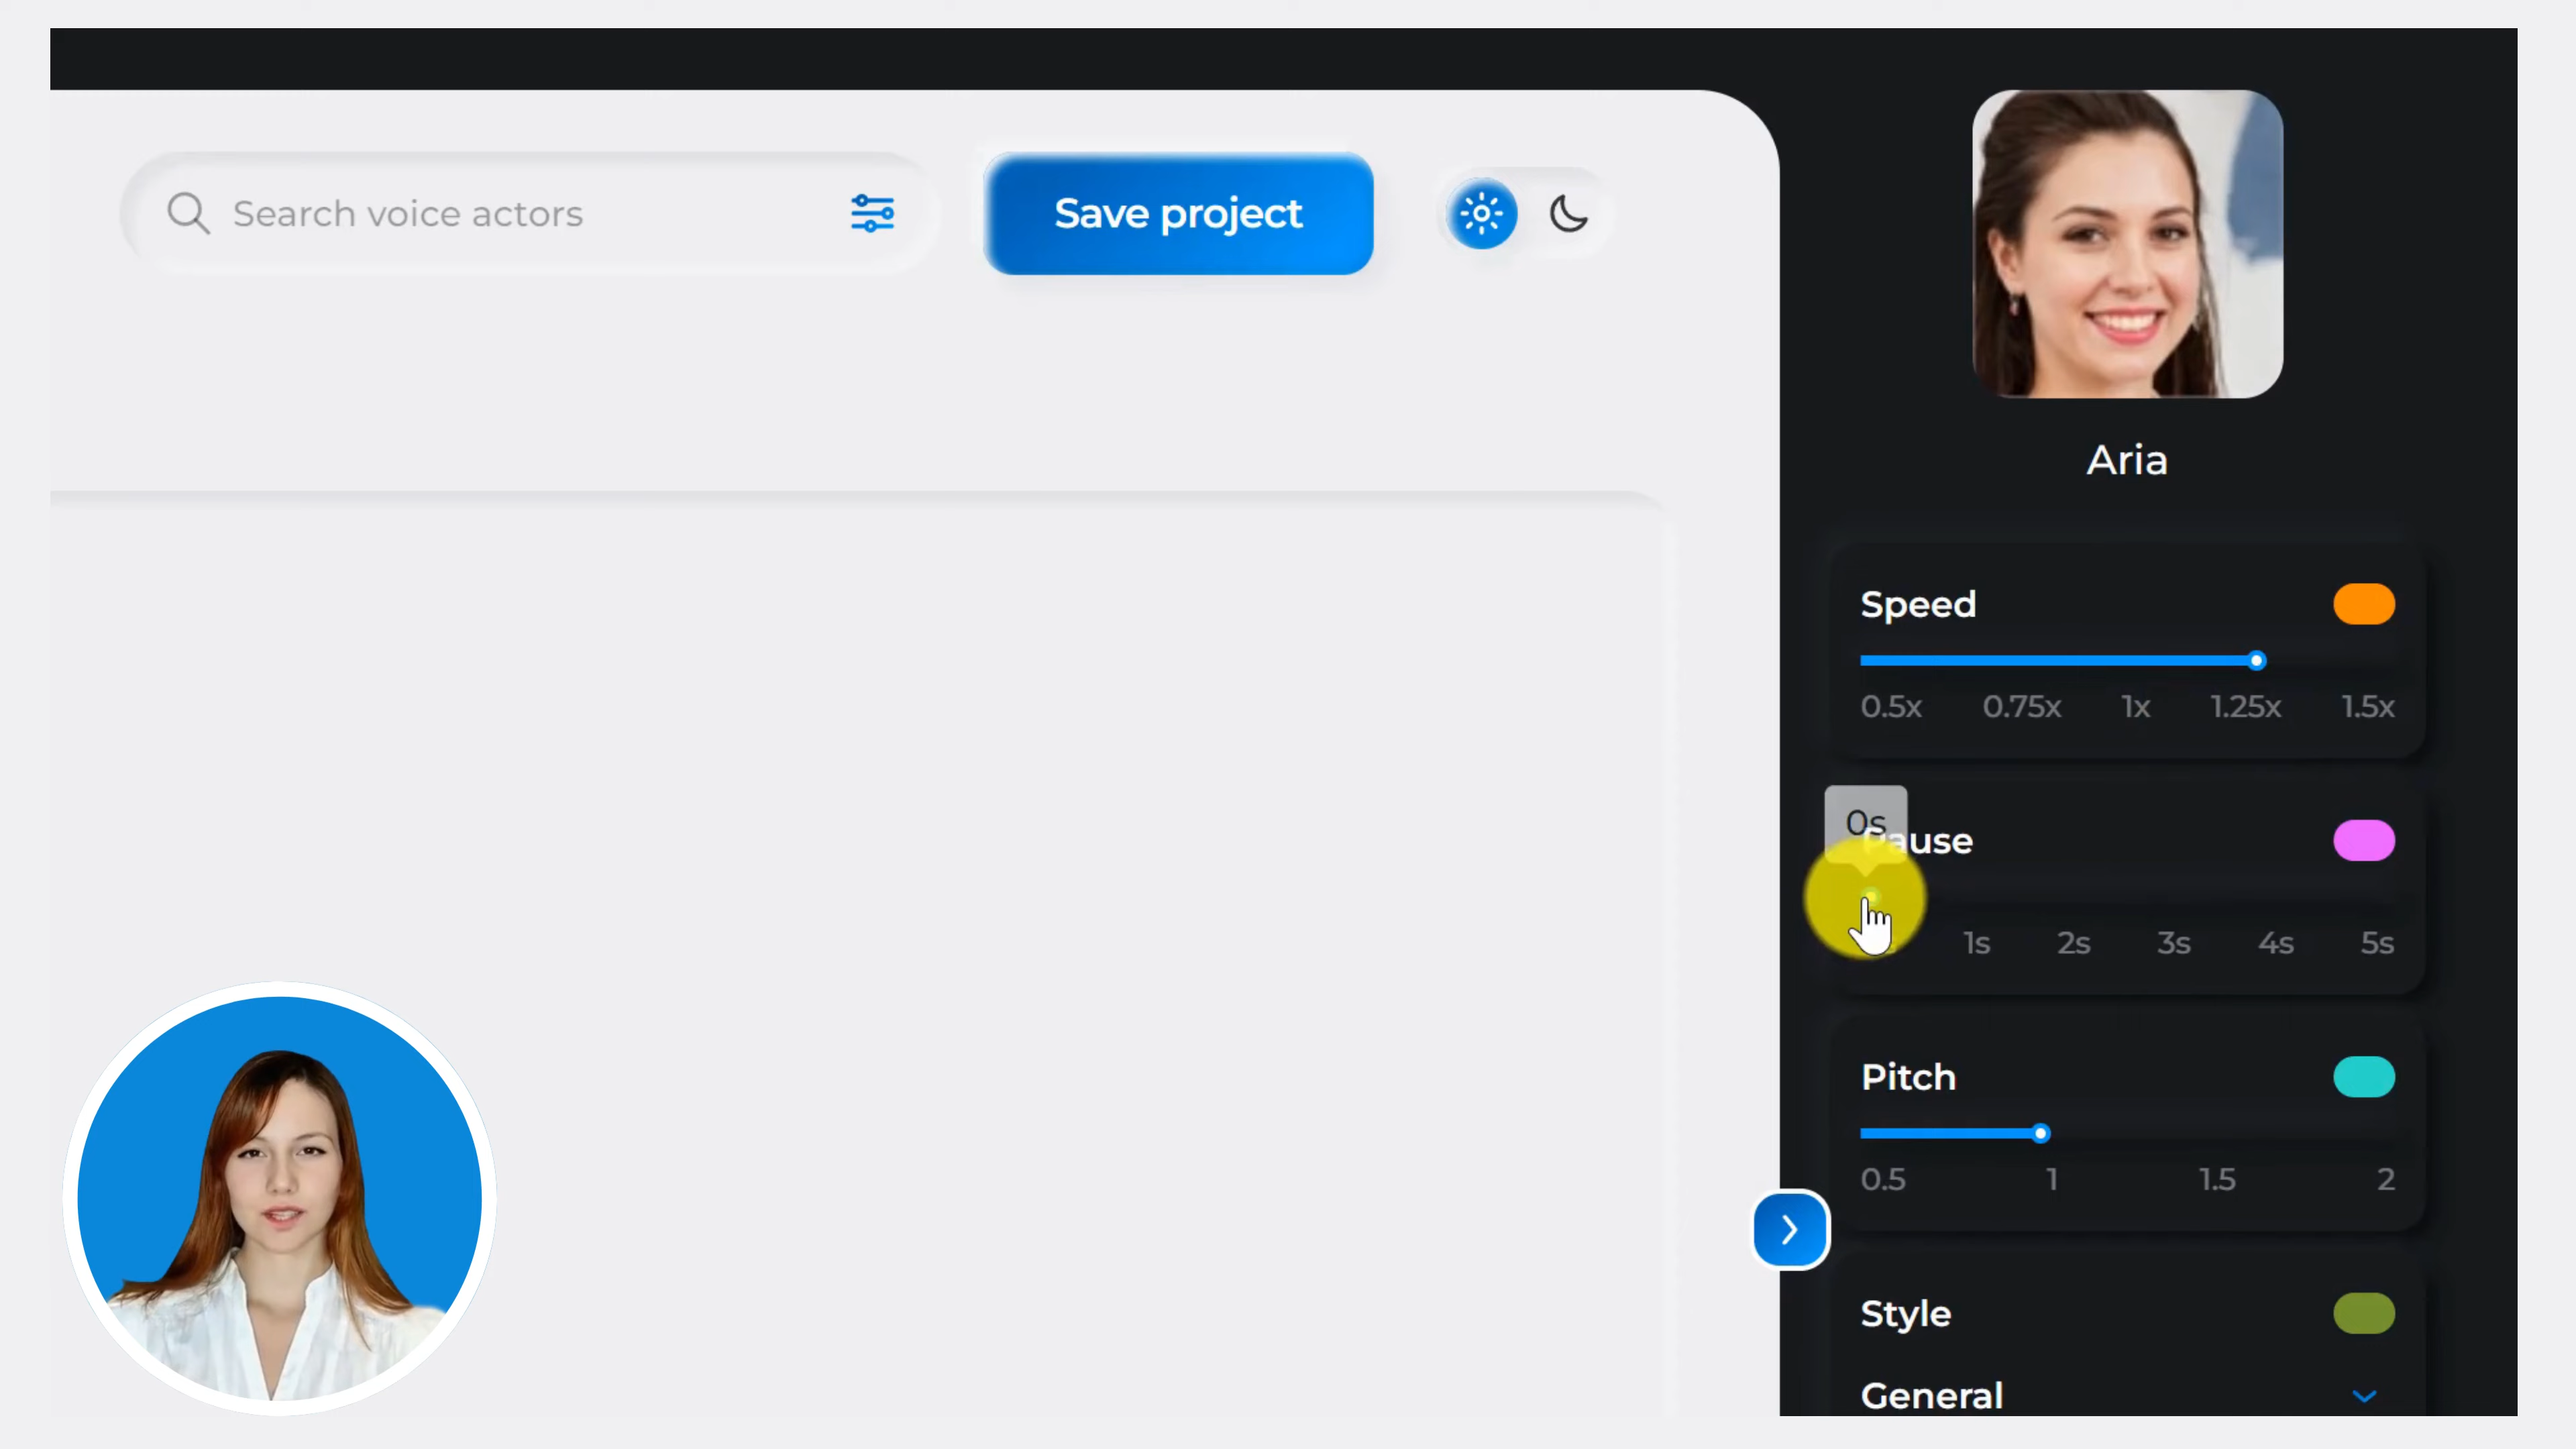 Search voice actors
Save project
Aria
Speed
0.5x 0.75x 1x 1.25x 1.5x
0s
Pause
1s 2s 3s 4s 5s
Pitch
0.5 1 1.5 2
Style
General